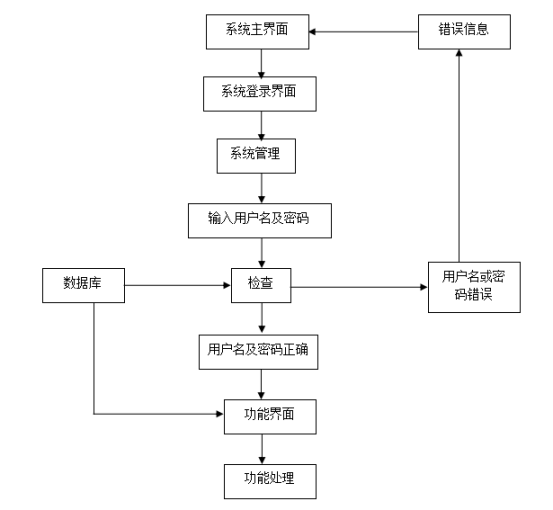 系统主界面
错误信息
系统登录界面
系统管理
输入用户名及密码
数据库
检查
用户名或密
码错误
用户名及密码正确
功能界面
功能处理